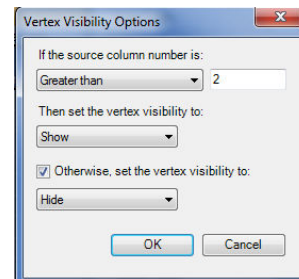 Vertex Visibility Options
If the source column number is:
Greater than 2
Then set the vertex visibility to:
Show
Otherwise, set the vertex visibility to:
Hide
OK Cancel